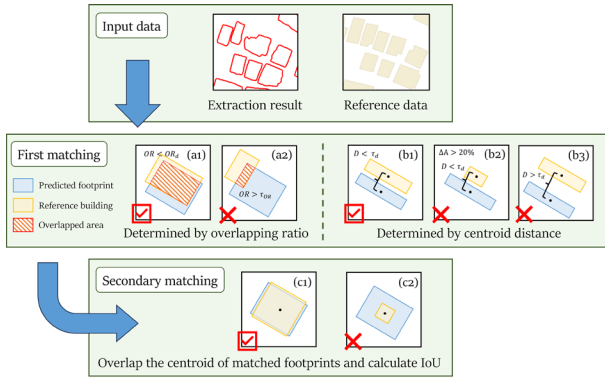 Input data
Extraction result
Reference data
First matching
Predicted footprint
Reference building
Overlapped area
OR < OR_d
(a1)
(a2)
OR > τ_OR
Determined by overlapping ratio
D < τ_d
(b1)
ΔA > 20%
D < τ_d
(b2)
D > τ_d
(b3)
Determined by centroid distance
Secondary matching
(c1)
(c2)
Overlap the centroid of matched footprints and calculate IoU